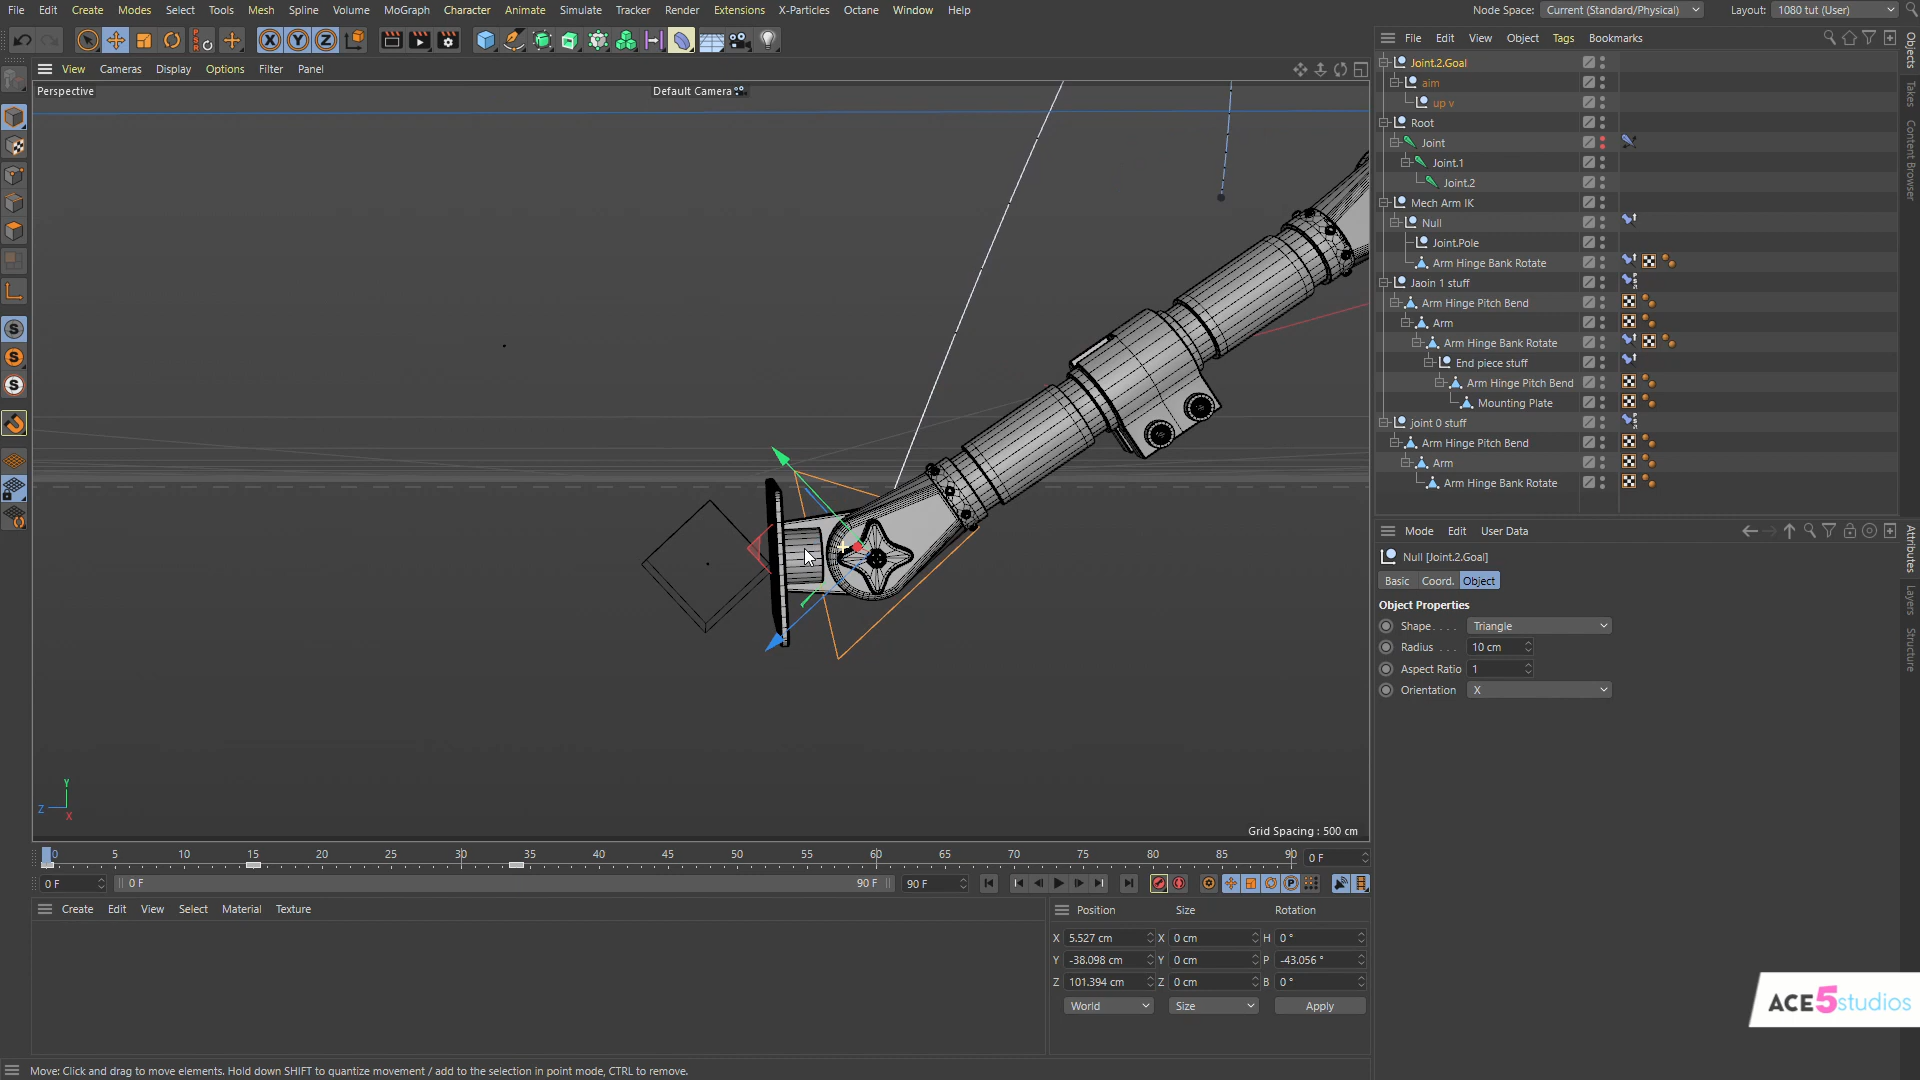 File Edit Create Modes Select Tools Mesh Spline Volume MoGraph Character Animate Simulate Tracker Render Extensions X-Particles Octane Window Help Node Space: Current (Standard/Physical) Layout: 1080 tut (User)
View Cameras Display Options Filter Panel
File Edit View Object Tags Bookmarks
Perspective Default Camera
Joint.2.Goal
aim
up v
Root
Joint
Joint.1
Joint.2
Mech Arm IK
Null
Joint.Pole
Arm Hinge Bank Rotate
Jaoin 1 stuff
Arm Hinge Pitch Bend
Arm
Arm Hinge Bank Rotate
End piece stuff
Arm Hinge Pitch Bend
Mounting Plate
joint 0 stuff
Arm Hinge Pitch Bend
Arm
Arm Hinge Bank Rotate
Objects
Takes
Content Browser
Mode Edit User Data
Null [Joint.2.Goal]
Basic Coord. Object
Object Properties
Shape. . . . Triangle
Radius . . . 10 cm
Aspect Ratio 1
Orientation X
Attributes
Layers
Structure
Y
Z
X
Grid Spacing : 500 cm
0 5 10 15 20 25 30 35 40 45 50 55 60 65 70 75 80 85 90 0 F
0 F 0 F 90 F 90 F
Create Edit View Select Material Texture
Position Size Rotation
X 5.527 cm X 0 cm H 0 °
Y -38.098 cm Y 0 cm P -43.056 °
Z 101.394 cm Z 0 cm B 0 °
World Size Apply
ACE5studios
Move: Click and drag to move elements. Hold down SHIFT to quantize movement / add to the selection in point mode, CTRL to remove.